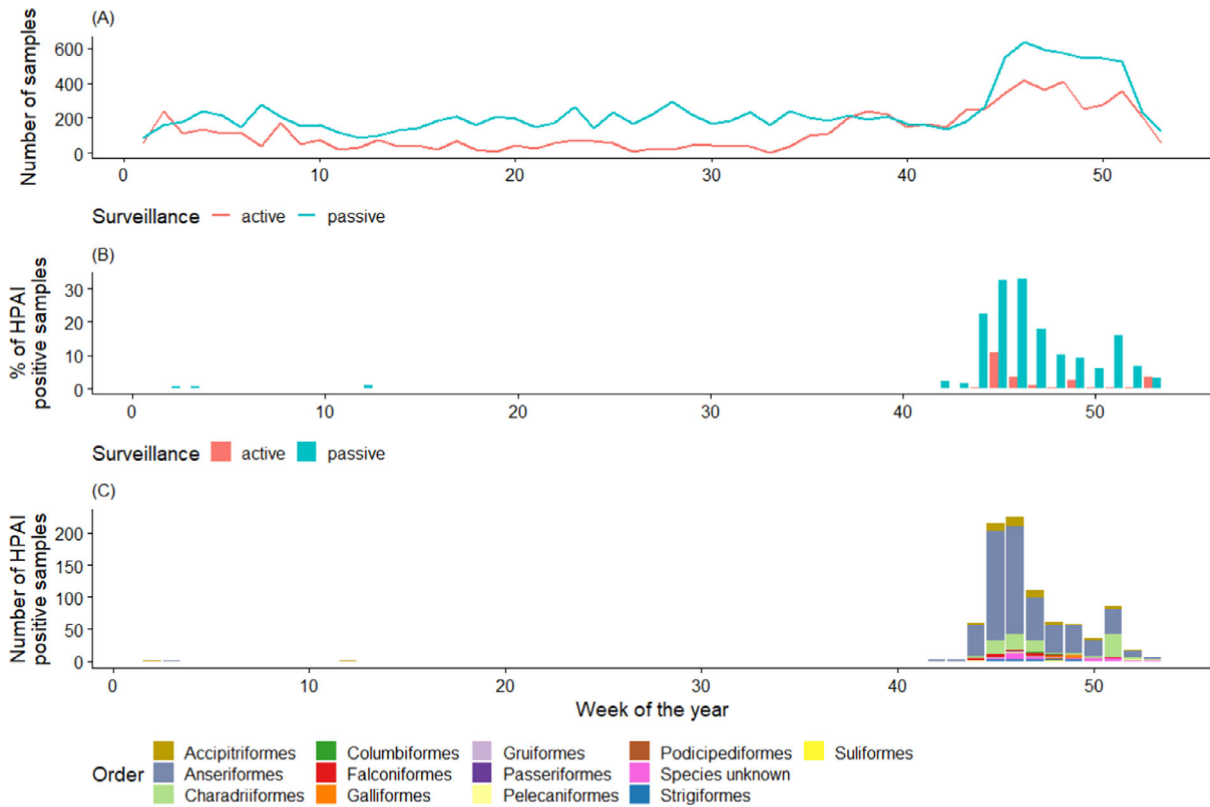 (A)
Number of samples
600
400
200
0
0 10 20 30 40 50
Surveillance active passive
(B)
% of HPAI
positive samples
30
20
10
0
0 10 20 30 40 50
Surveillance active passive
(C)
Number of HPAI
positive samples
200
150
100
50
0
0 10 20 30 40 50
Week of the year
Order
Accipitriformes Columbiformes Gruiformes Podicipediformes Suliformes
Anseriformes Falconiformes Passeriformes Species unknown
Charadriiformes Galliformes Pelecaniformes Strigiformes